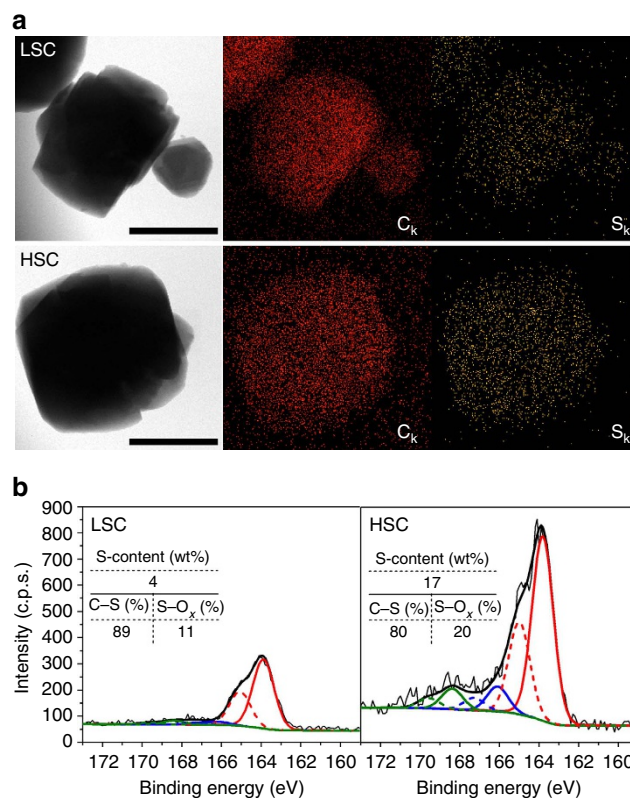 a
LSC
Cₖ
Sₖ
HSC
Cₖ
Sₖ
b
Intensity (c.p.s.)
900
800
700
600
500
400
300
200
100
0
LSC
S-content (wt%)
4
C–S (%) S–Oₓ (%)
89 11
172 170 168 166 164 162 160
Binding energy (eV)
HSC
S-content (wt%)
17
C–S (%) S–Oₓ (%)
80 20
172 170 168 166 164 162 160
Binding energy (eV)